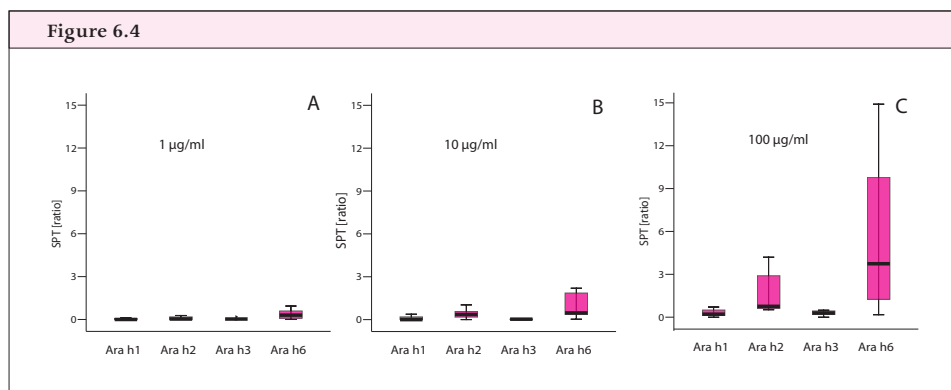 Figure 6.4
A
1 µg/ml
SPT [ratio]
15
12
9
6
3
0
Ara h1 Ara h2 Ara h3 Ara h6
B
10 µg/ml
SPT [ratio]
15
12
9
6
3
0
Ara h1 Ara h2 Ara h3 Ara h6
C
100 µg/ml
SPT [ratio]
15
12
9
6
3
0
Ara h1 Ara h2 Ara h3 Ara h6